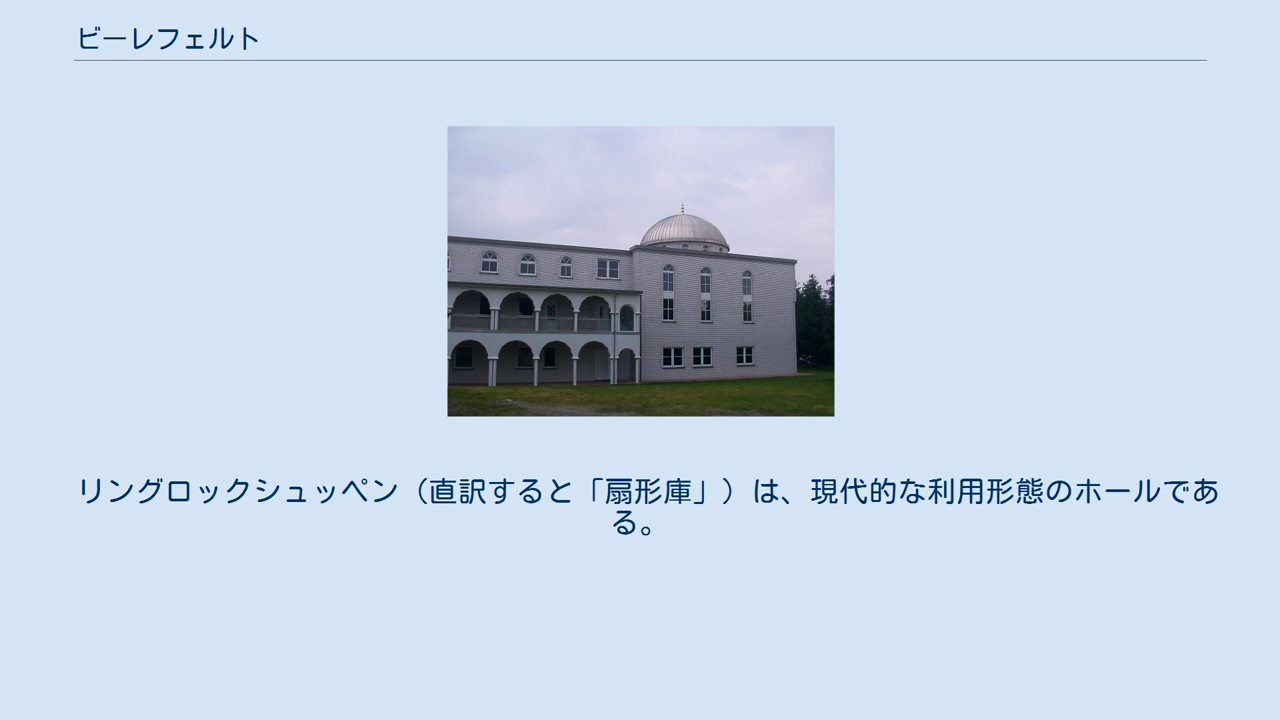 ビーレフェルト
リングロックシュッペン（直訳すると「扇形庫」）は、現代的な利用形態のホールであ
る。